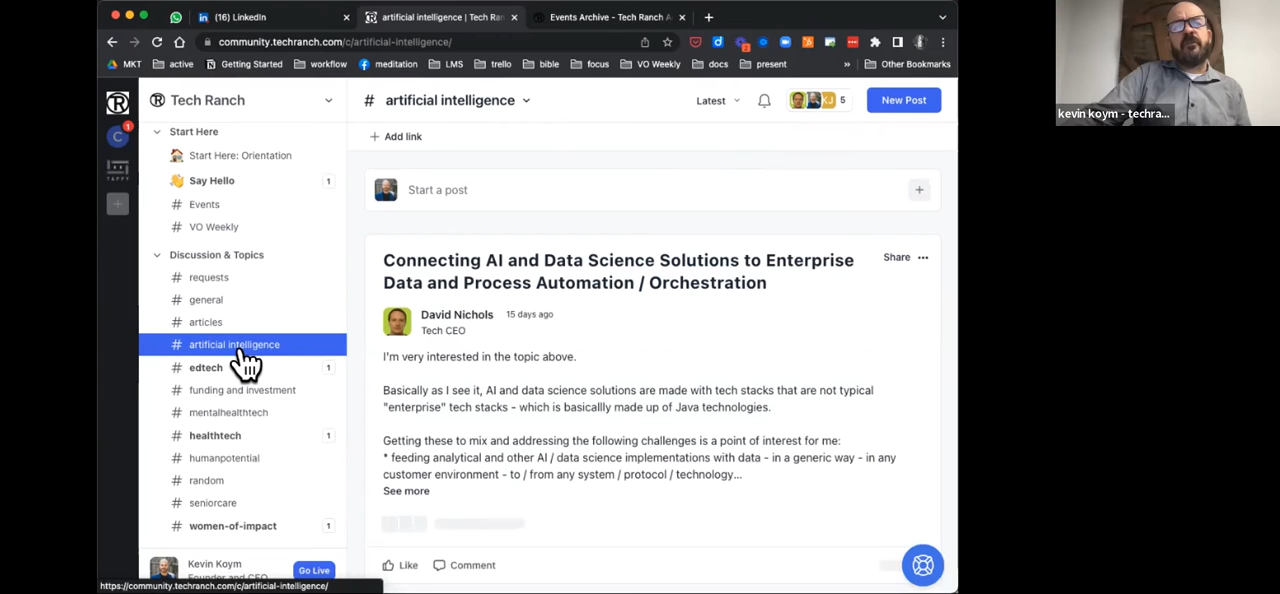 (16) LinkedIn
artificial intelligence | Tech Ran
Events Archive - Tech Ranch A
community.techranch.com/c/artificial-intelligence/
MKT
active
Getting Started
workflow
meditation
LMS
trello
bible
focus
VO Weekly
docs
present
»
Other Bookmarks
Tech Ranch
# artificial intelligence
Latest
KJ
5
New Post
Add link
C
1
Start Here
Start Here: Orientation
Say Hello 1
# Events
# VO Weekly
Discussion & Topics
# requests
# general
# articles
# artificial intelligence
# edtech 1
# funding and investment
# mentalhealthtech
# healthtech 1
# humanpotential
# random
# seniorcare
# women-of-impact 1
Kevin Koym
Founder and CEO
Go Live
https://community.techranch.com/c/artificial-intelligence/
Start a post
Connecting AI and Data Science Solutions to Enterprise
Data and Process Automation / Orchestration
Share
David Nichols 15 days ago
Tech CEO
I'm very interested in the topic above.
Basically as I see it, AI and data science solutions are made with tech stacks that are not typical
"enterprise" tech stacks - which is basicallly made up of Java technologies.
Getting these to mix and addressing the following challenges is a point of interest for me:
* feeding analytical and other AI / data science implementations with data - in a generic way - in any
customer environment - to / from any system / protocol / technology...
See more
Like
Comment
kevin koym - techra...